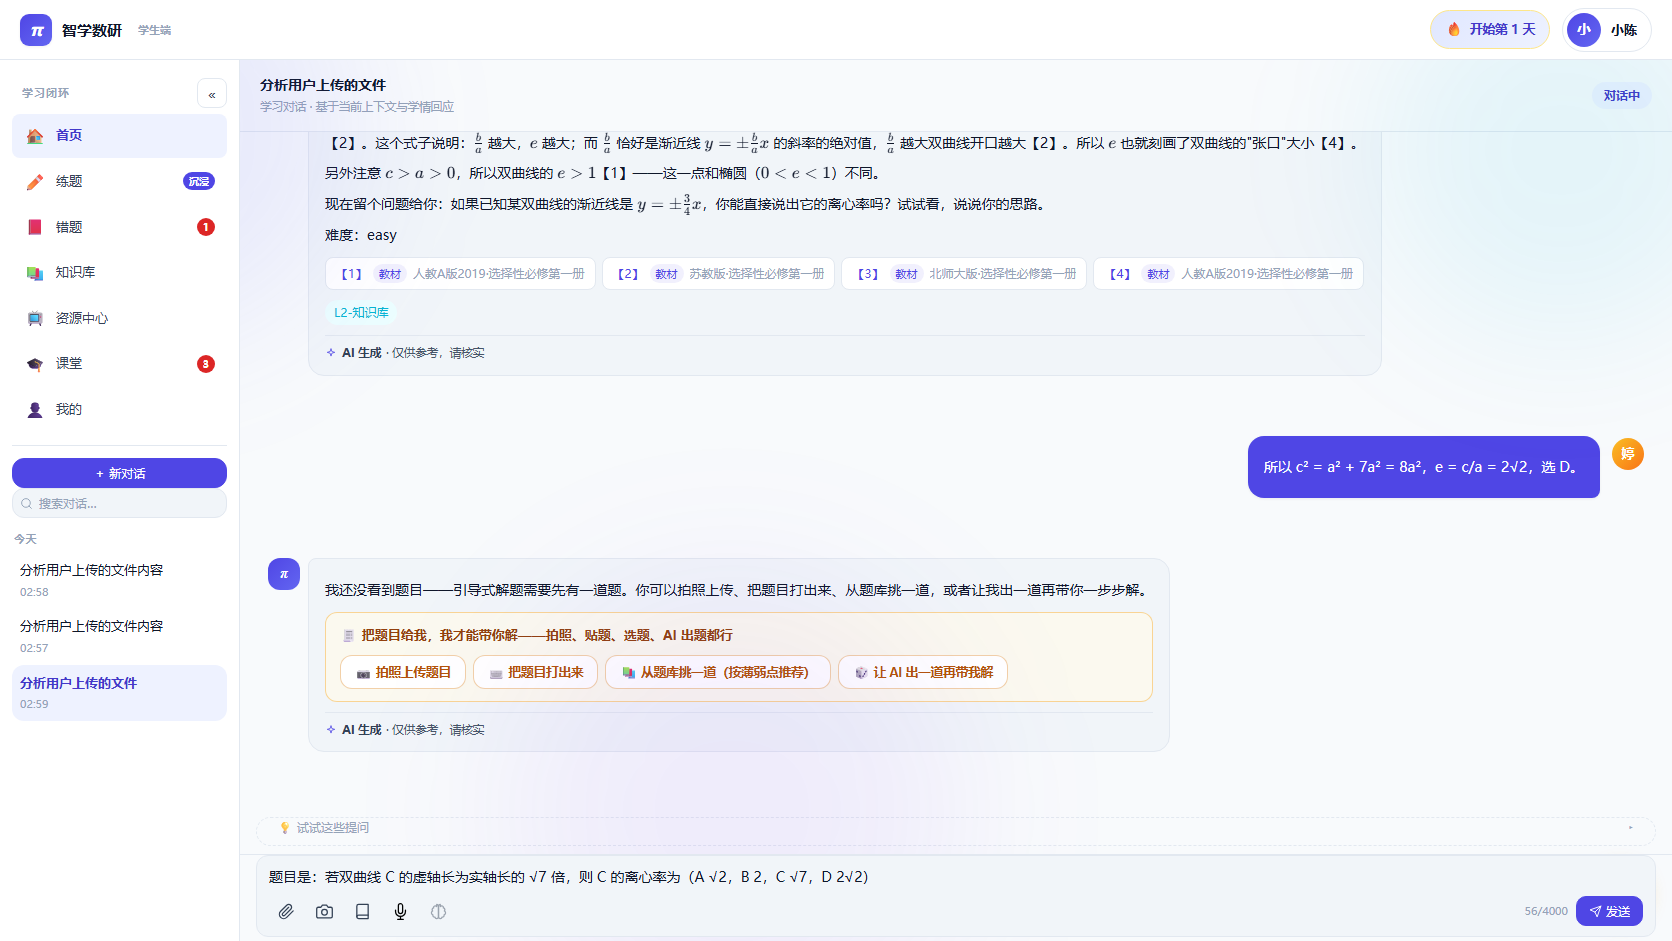 π 智学数研 学生端
🔥 开始第 1 天
小 小陈
学习闭环 «
首页
练题 沉浸
错题 1
知识库
资源中心
课堂 3
我的
+ 新对话
搜索对话...
今天
分析用户上传的文件内容
02:58
分析用户上传的文件内容
02:57
分析用户上传的文件
02:59
分析用户上传的文件
学习对话 · 基于当前上下文与学情回应
对话中
【2】。这个式子说明：b/a 越大，e 越大；而 b/a 恰好是渐近线 y = ±b/a x 的斜率的绝对值，b/a 越大双曲线开口越大【2】。所以 e 也就刻画了双曲线的"张口"大小【4】。
另外注意 c > a > 0，所以双曲线的 e > 1【1】——这一点和椭圆（0 < e < 1）不同。
现在留个问题给你：如果已知某双曲线的渐近线是 y = ±3/4 x，你能直接说出它的离心率吗？试试看，说说你的思路。
难度：easy
【1】 教材 人教A版2019·选择性必修第一册
【2】 教材 苏教版·选择性必修第一册
【3】 教材 北师大版·选择性必修第一册
【4】 教材 人教A版2019·选择性必修第一册
L2-知识库
AI 生成 · 仅供参考，请核实
所以 c² = a² + 7a² = 8a²，e = c/a = 2√2，选 D。
婷
π
我还没看到题目——引导式解题需要先有一道题。你可以拍照上传、把题目打出来、从题库挑一道，或者让我出一道再带你一步步解。
把题目给我，我才能带你解——拍照、贴题、选题、AI 出题都行
拍照上传题目
把题目打出来
从题库挑一道（按薄弱点推荐）
让 AI 出一道再带我解
AI 生成 · 仅供参考，请核实
试试这些提问
题目是：若双曲线 C 的虚轴长为实轴长的 √7 倍，则 C 的离心率为（A √2，B 2，C √7，D 2√2）
56/4000
发送